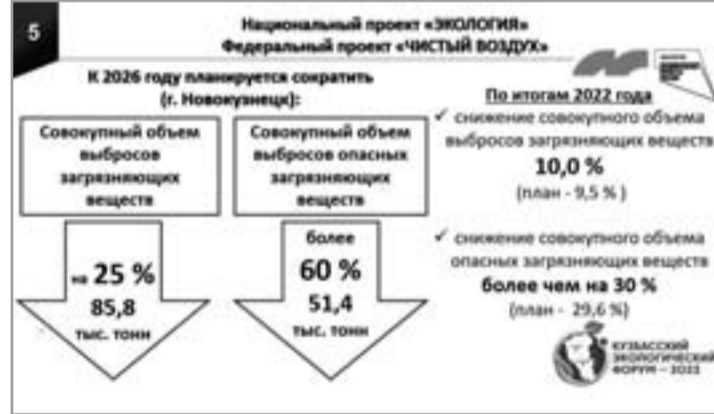 5
Национальный проект «ЭКОЛОГИЯ»
Федеральный проект «ЧИСТЫЙ ВОЗДУХ»
К 2026 году планируется сократить
(г. Новокузнецк):
Совокупный объем
выбросов
загрязняющих
веществ
на 25 %
85,8
тыс. тонн
Совокупный объем
выбросов опасных
загрязняющих
веществ
более
60 %
51,4
тыс. тонн
По итогам 2022 года
✓ снижение совокупного объема
выбросов загрязняющих веществ
10,0 %
(план - 9,5 % )
✓ снижение совокупного объема
опасных загрязняющих веществ
более чем на 30 %
(план - 29,6 %)
КУЗБАССКИЙ
ЭКОЛОГИЧЕСКИЙ
ФОРУМ – 2022